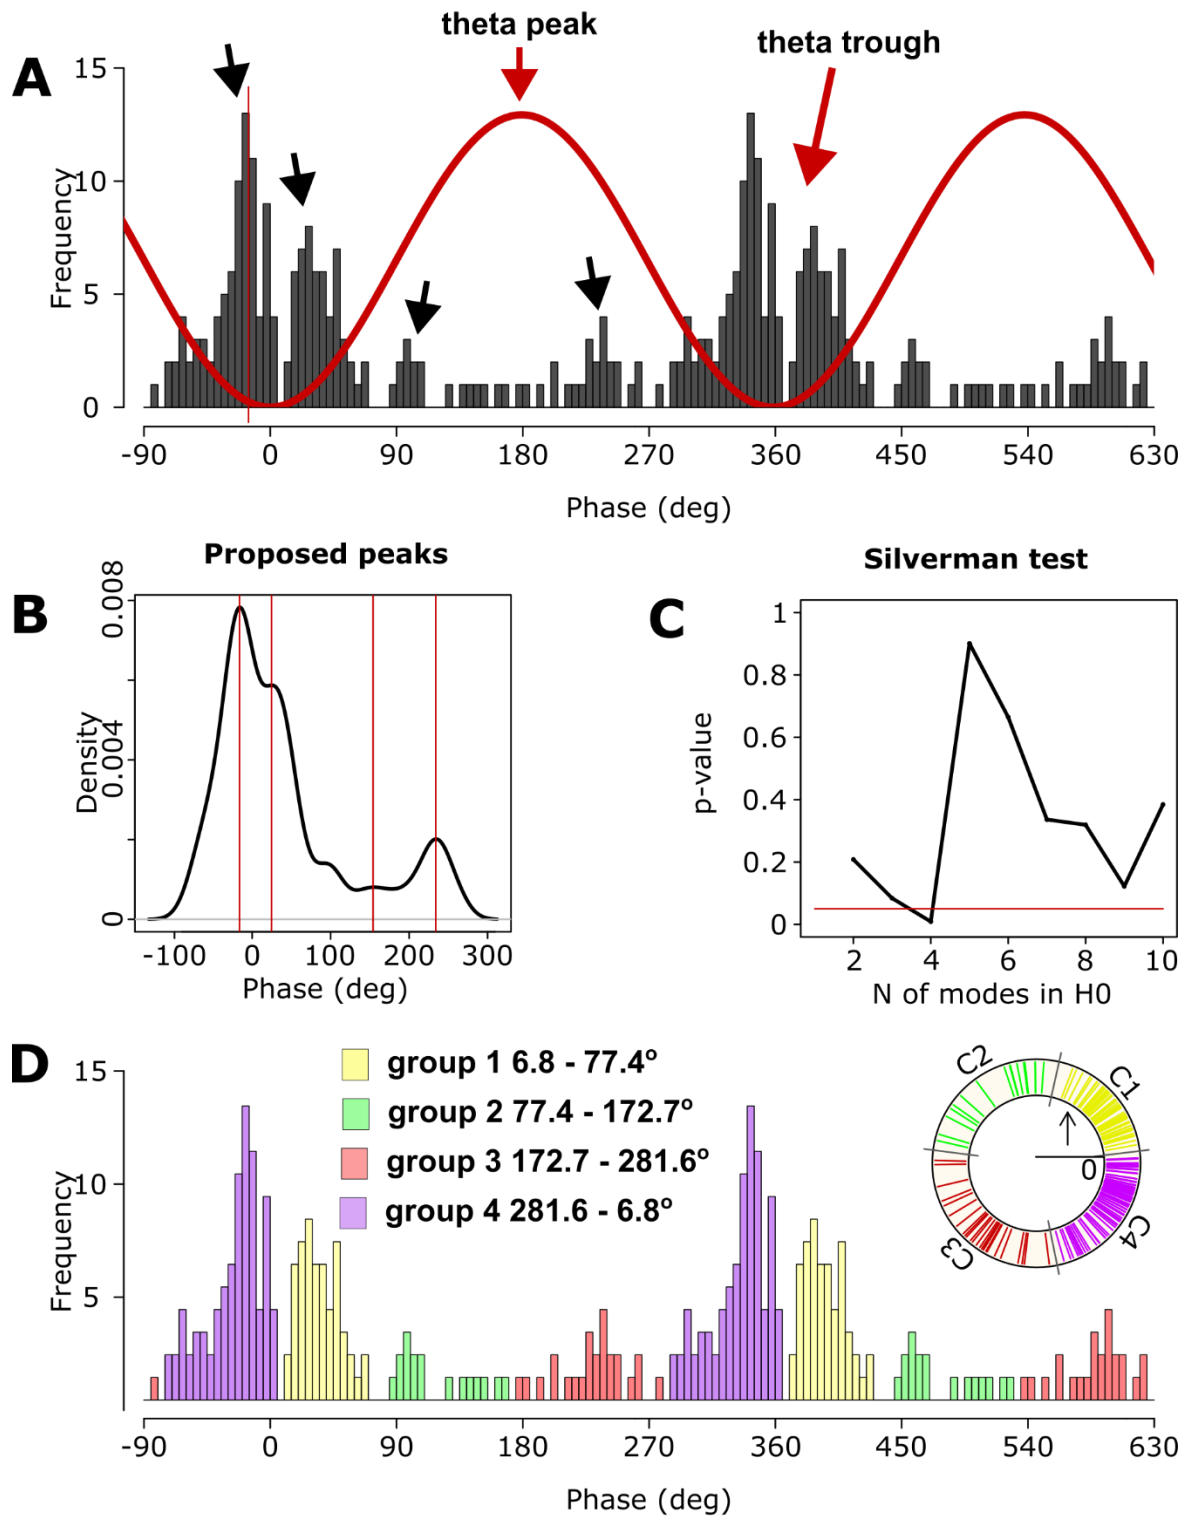 theta peak
theta trough
A
15
10
5
0
Frequency
-90 0 90 180 270 360 450 540 630
Phase (deg)
Proposed peaks
B
0.008
0.004
0
Density
-100 0 100 200 300
Phase (deg)
Silverman test
C
1
0.8
0.6
0.4
0.2
0
p-value
2 4 6 8 10
N of modes in H0
D
group 1 6.8 - 77.4º
group 2 77.4 - 172.7º
group 3 172.7 - 281.6º
group 4 281.6 - 6.8º
C2
C1
0
C3
C4
15
10
5
Frequency
-90 0 90 180 270 360 450 540 630
Phase (deg)